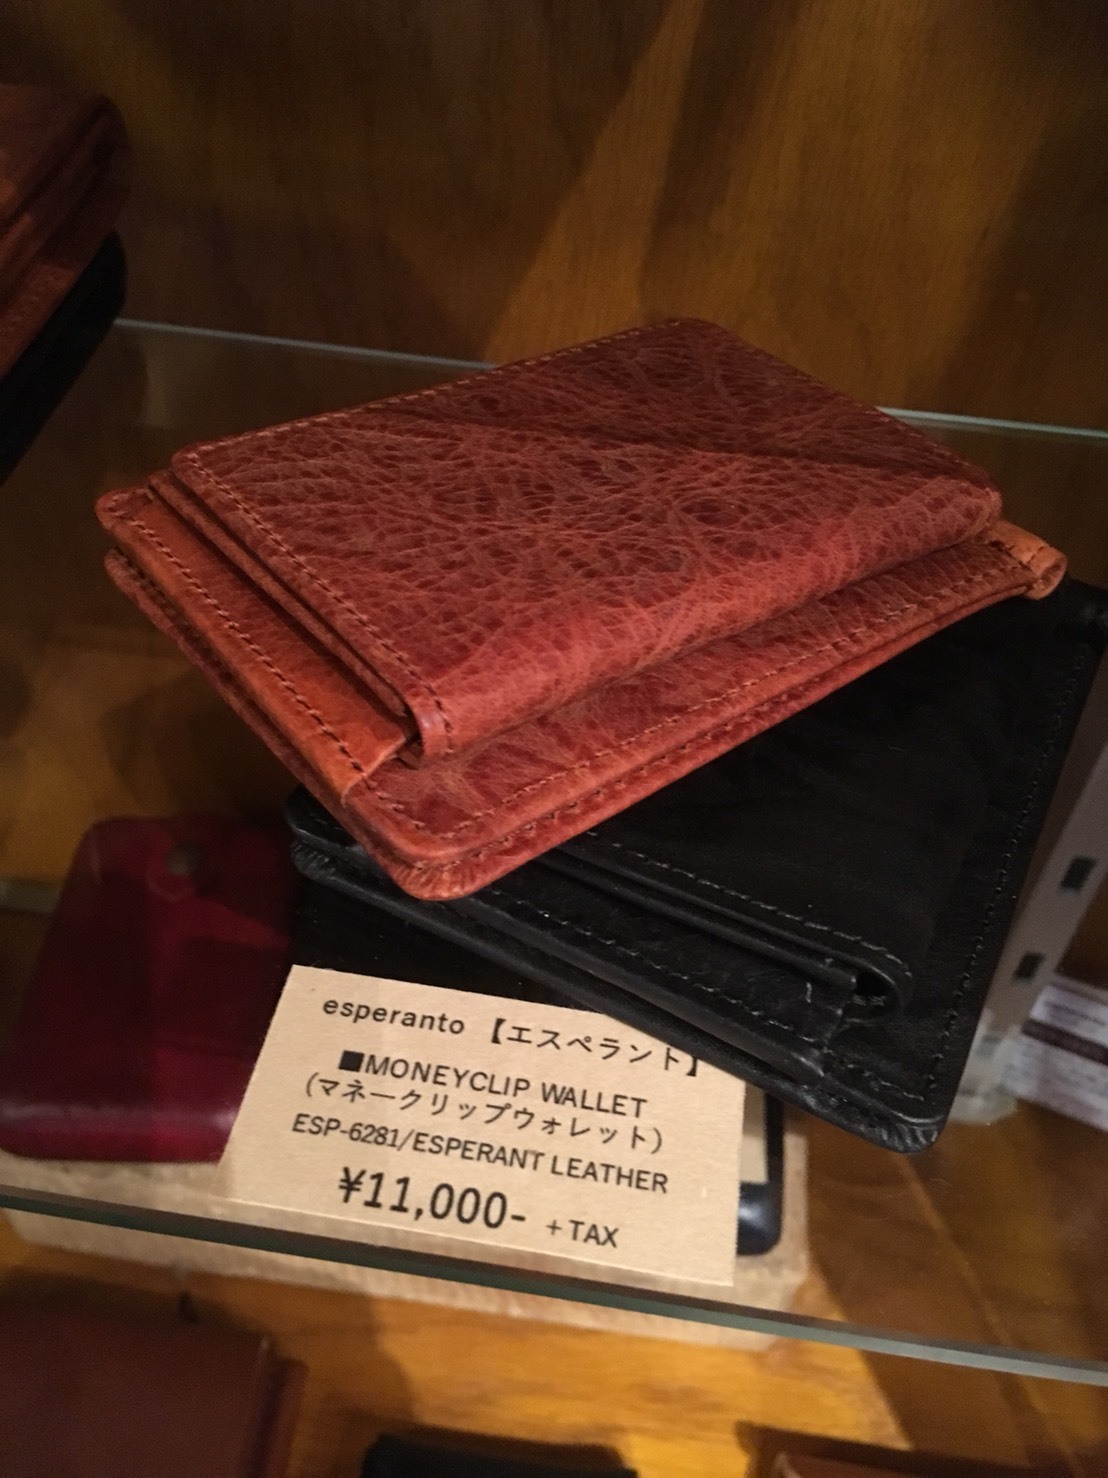 esperanto 【エスペラント】
■MONEYCLIP WALLET
(マネークリップウォレット)
ESP-6281/ESPERANT LEATHER
¥11,000- +TAX